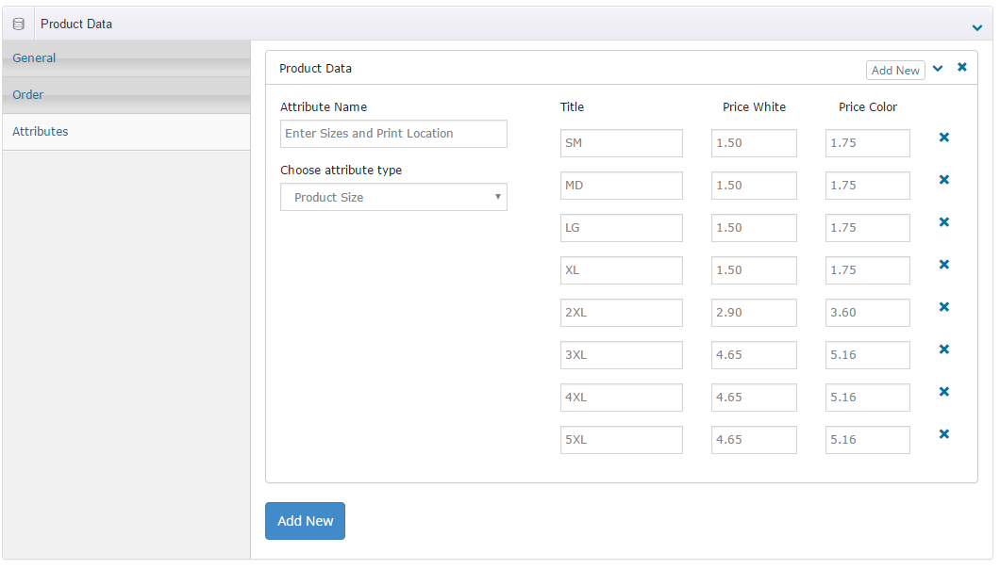 Product Data
General
Order
Attributes
Product Data Add New
Attribute Name
Enter Sizes and Print Location
Choose attribute type
Product Size
Title Price White Price Color
SM 1.50 1.75
MD 1.50 1.75
LG 1.50 1.75
XL 1.50 1.75
2XL 2.90 3.60
3XL 4.65 5.16
4XL 4.65 5.16
5XL 4.65 5.16
Add New